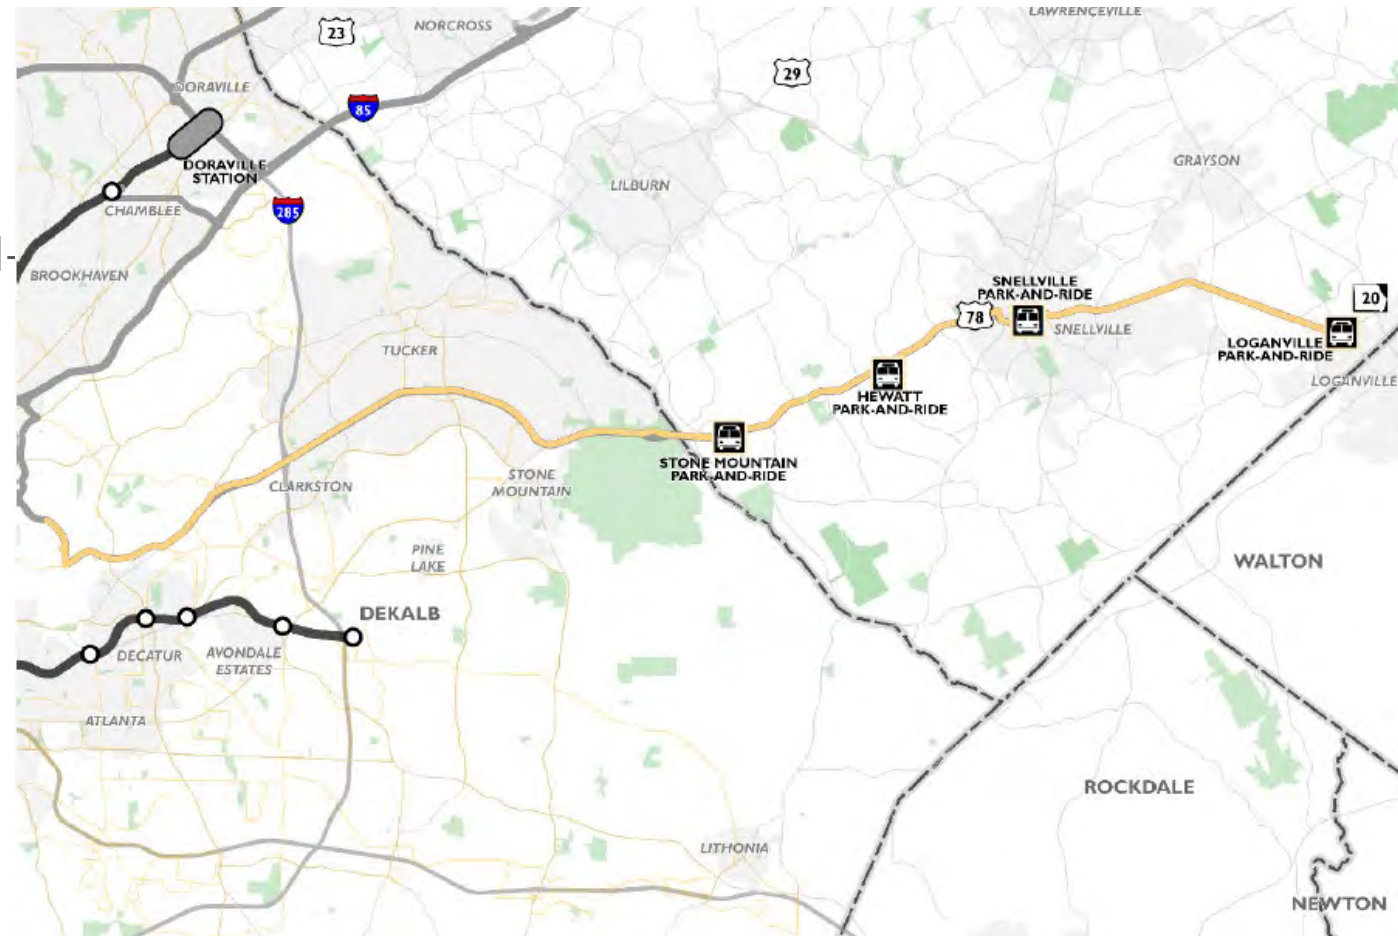 LAWRENCEVILLE
NORCROSS
23
29
DORAVILLE
85
DORAVILLE
STATION
GRAYSON
LILBURN
CHAMBLEE
285
BROOKHAVEN
SNELLVILLE
PARK-AND-RIDE
20
78
SNELLVILLE
LOGANVILLE
PARK-AND-RIDE
TUCKER
LOGANVILLE
HEWATT
PARK-AND-RIDE
STONE MOUNTAIN
PARK-AND-RIDE
STONE
MOUNTAIN
CLARKSTON
PINE
LAKE
WALTON
DEKALB
DECATUR
AVONDALE
ESTATES
ATLANTA
ROCKDALE
LITHONIA
NEWTON